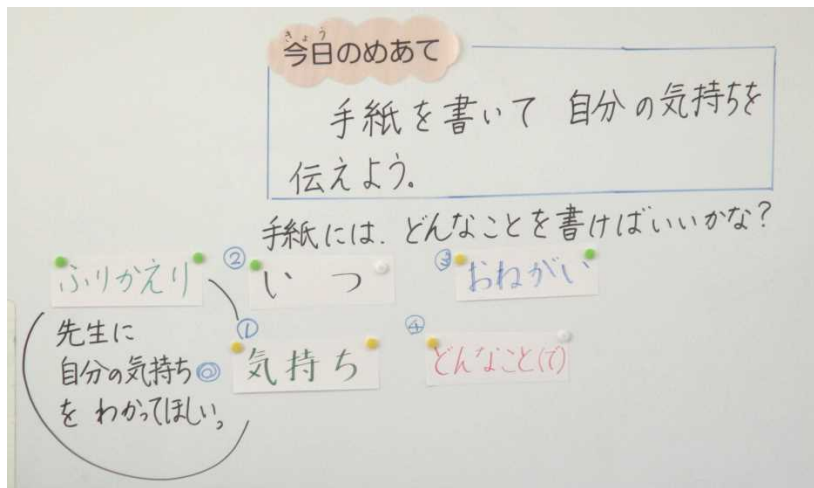 きょう
今日のめあて
手紙を書いて 自分の気持ちを
伝えよう。
手紙には、どんなことを書けばいいかな?
② いつ
③ おねがい
① 気持ち
④ どんなこと(で)
ふりかえり
先生に
自分の気持ち◎
を わかってほしい。